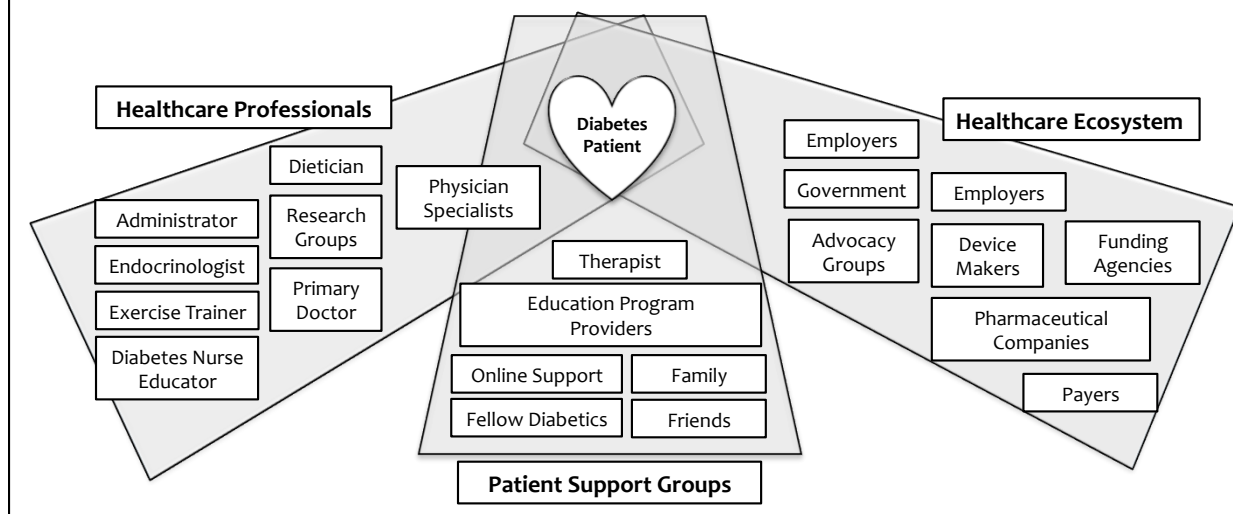 Healthcare Professionals
Dietician
Administrator
Research
Groups
Endocrinologist
Exercise Trainer
Primary
Doctor
Diabetes Nurse
Educator
Physician
Specialists
Diabetes
Patient
Therapist
Education Program
Providers
Online Support
Family
Fellow Diabetics
Friends
Patient Support Groups
Healthcare Ecosystem
Employers
Government
Employers
Advocacy
Groups
Device
Makers
Funding
Agencies
Pharmaceutical
Companies
Payers